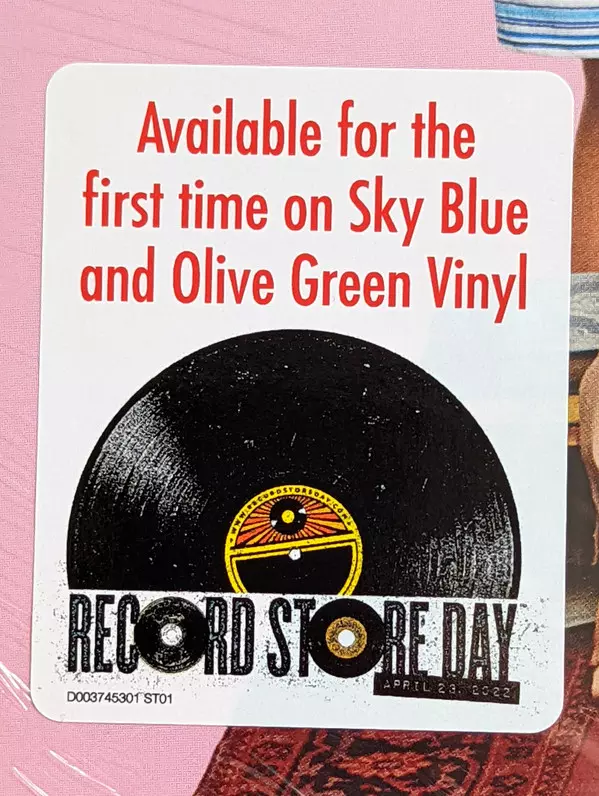 Available for the
first time on Sky Blue
and Olive Green Vinyl
WWW.RECORDSTOREDAY.COM
RECORD STORE DAY
APRIL 23, 2022
D003745301 ST01